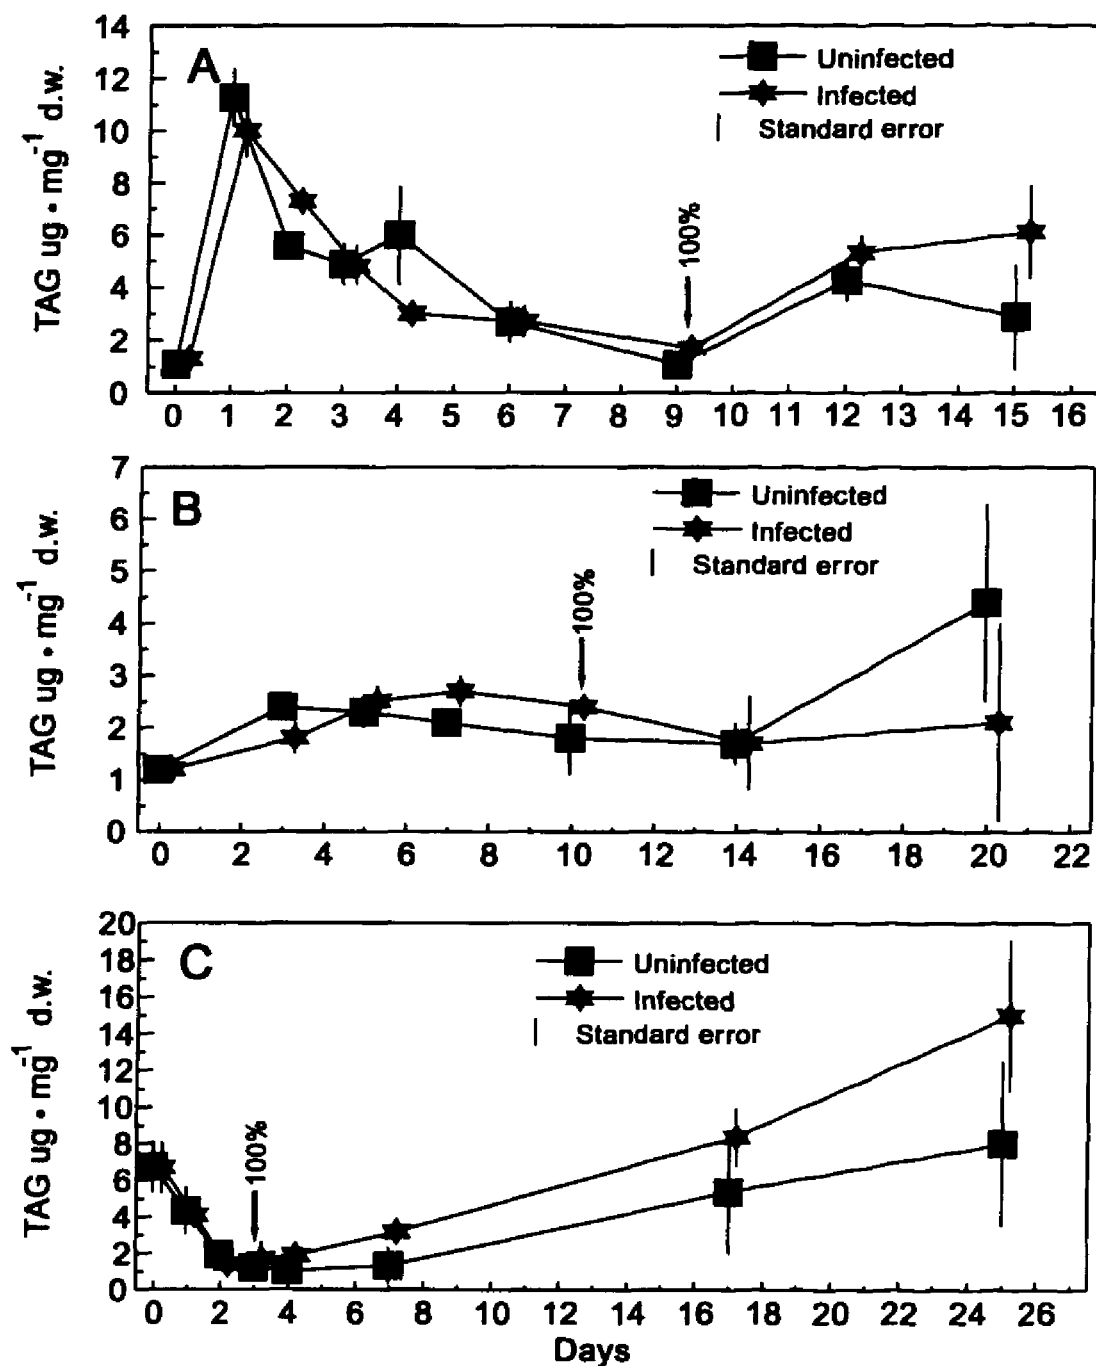 A
Uninfected
Infected
Standard error
TAG ug • mg⁻¹ d.w.
14
12
10
8
6
4
2
0
100%
0 1 2 3 4 5 6 7 8 9 10 11 12 13 14 15 16
B
Uninfected
Infected
Standard error
TAG ug • mg⁻¹ d.w.
7
6
5
4
3
2
1
0
100%
0 2 4 6 8 10 12 14 16 18 20 22
C
Uninfected
Infected
Standard error
TAG ug • mg⁻¹ d.w.
20
18
16
14
12
10
8
6
4
2
0
100%
0 2 4 6 8 10 12 14 16 18 20 22 24 26
Days